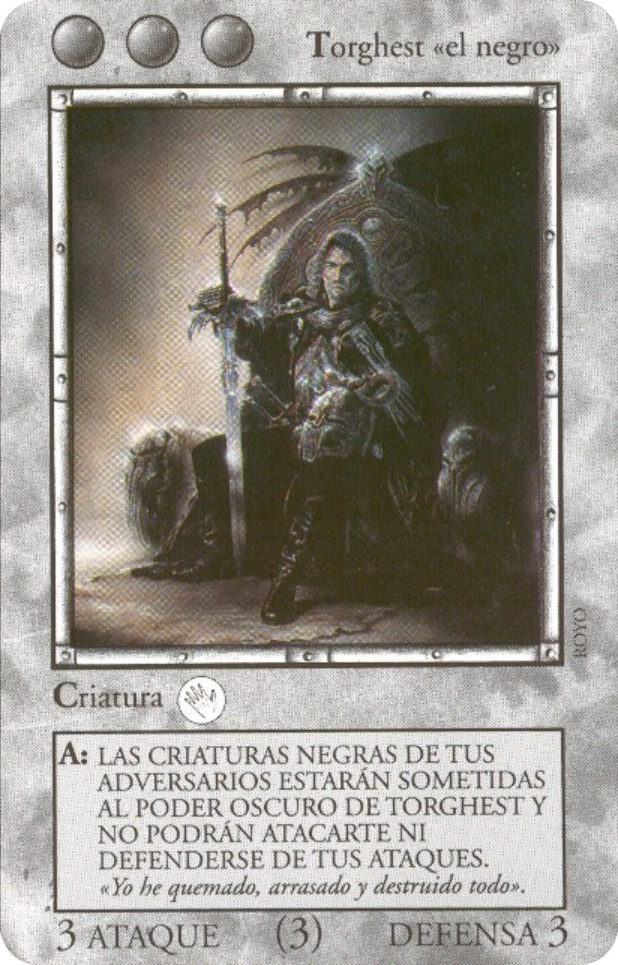 Torghest «el negro»
ROYO
Criatura
A: LAS CRIATURAS NEGRAS DE TUS
ADVERSARIOS ESTARÁN SOMETIDAS
AL PODER OSCURO DE TORGHEST Y
NO PODRÁN ATACARTE NI
DEFENDERSE DE TUS ATAQUES.
«Yo he quemado, arrasado y destruido todo».
3 ATAQUE (3) DEFENSA 3